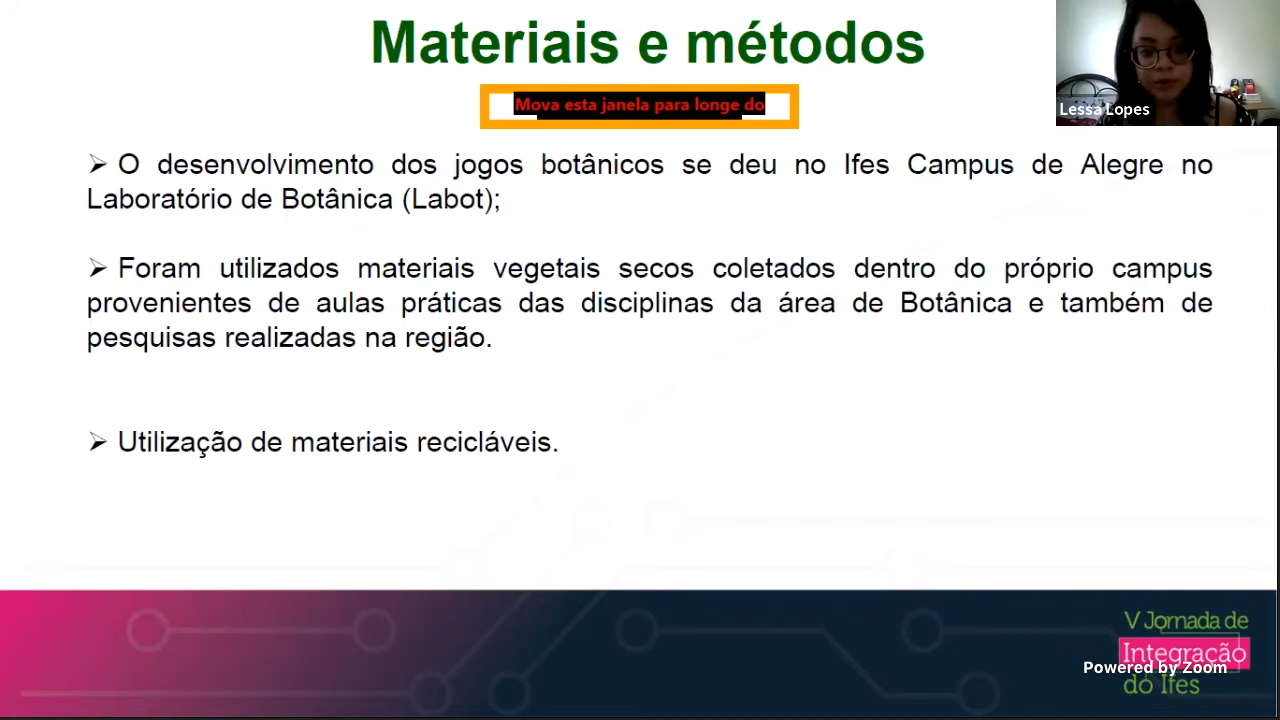 Materiais e métodos
Mova esta janela para longe do
Lessa Lopes
➢ O desenvolvimento dos jogos botânicos se deu no Ifes Campus de Alegre no
Laboratório de Botânica (Labot);
➢ Foram utilizados materiais vegetais secos coletados dentro do próprio campus
provenientes de aulas práticas das disciplinas da área de Botânica e também de
pesquisas realizadas na região.
➢ Utilização de materiais recicláveis.
V Jornada de
Integração
do Ifes
Powered by Zoom